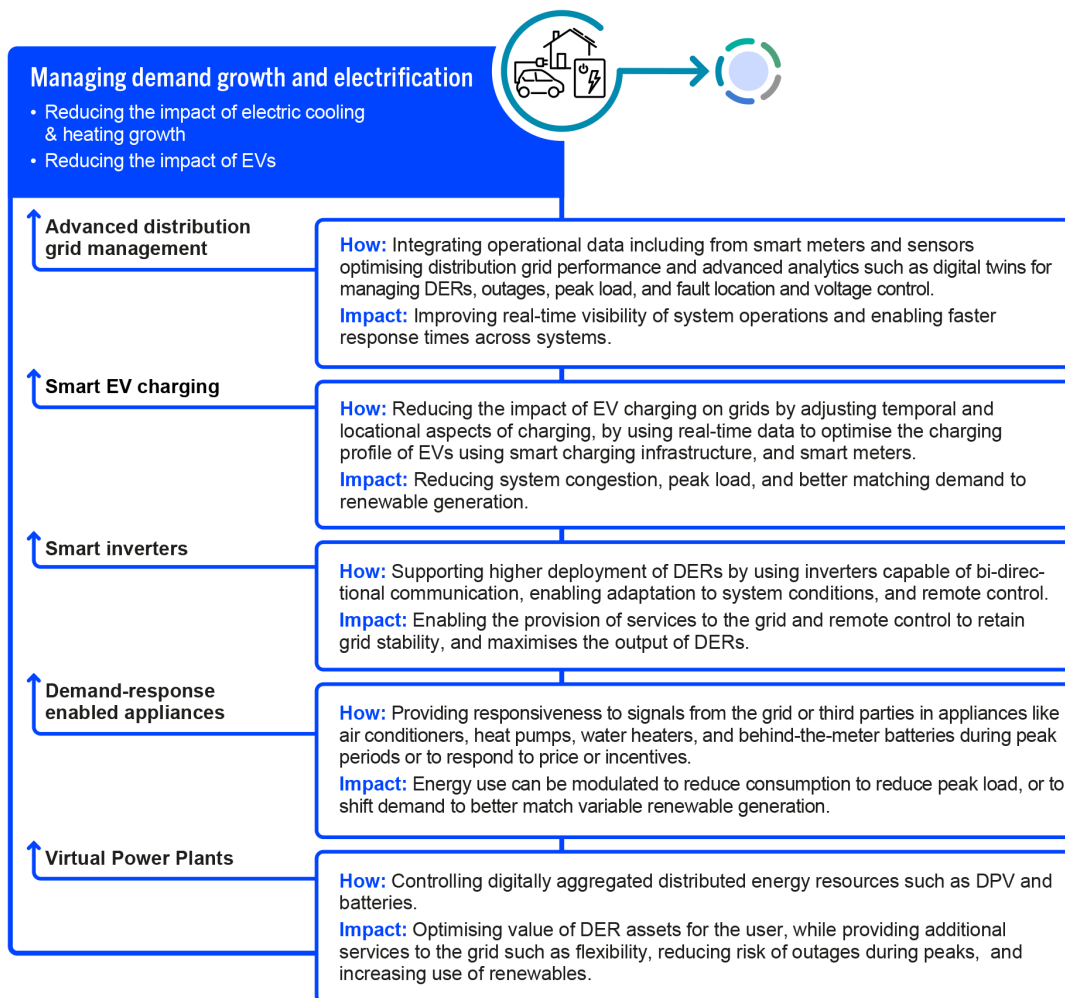 Managing demand growth and electrification
• Reducing the impact of electric cooling
& heating growth
• Reducing the impact of EVs
Advanced distribution
grid management
How: Integrating operational data including from smart meters and sensors
optimising distribution grid performance and advanced analytics such as digital twins for
managing DERs, outages, peak load, and fault location and voltage control.
Impact: Improving real-time visibility of system operations and enabling faster
response times across systems.
Smart EV charging
How: Reducing the impact of EV charging on grids by adjusting temporal and
locational aspects of charging, by using real-time data to optimise the charging
profile of EVs using smart charging infrastructure, and smart meters.
Impact: Reducing system congestion, peak load, and better matching demand to
renewable generation.
Smart inverters
How: Supporting higher deployment of DERs by using inverters capable of bi-direc-
tional communication, enabling adaptation to system conditions, and remote control.
Impact: Enabling the provision of services to the grid and remote control to retain
grid stability, and maximises the output of DERs.
Demand-response
enabled appliances
How: Providing responsiveness to signals from the grid or third parties in appliances like
air conditioners, heat pumps, water heaters, and behind-the-meter batteries during peak
periods or to respond to price or incentives.
Impact: Energy use can be modulated to reduce consumption to reduce peak load, or to
shift demand to better match variable renewable generation.
Virtual Power Plants
How: Controlling digitally aggregated distributed energy resources such as DPV and
batteries.
Impact: Optimising value of DER assets for the user, while providing additional
services to the grid such as flexibility, reducing risk of outages during peaks, and
increasing use of renewables.